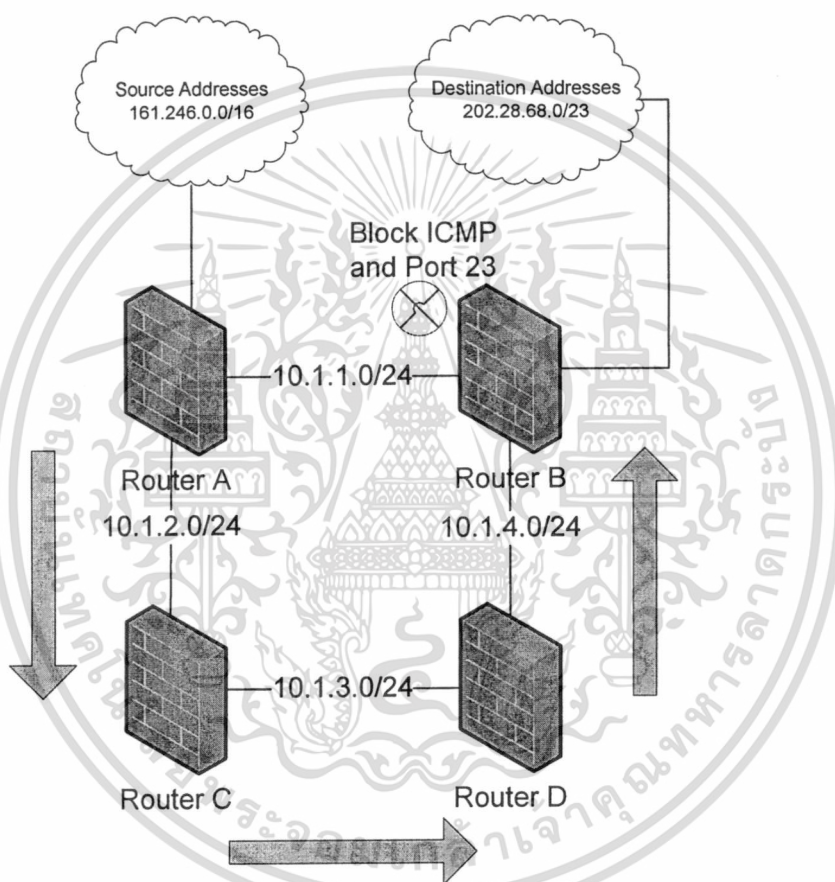 Source Addresses
161.246.0.0/16
Destination Addresses
202.28.68.0/23
Block ICMP
and Port 23
10.1.1.0/24
Router A
Router B
10.1.2.0/24
10.1.4.0/24
10.1.3.0/24
Router C
Router D